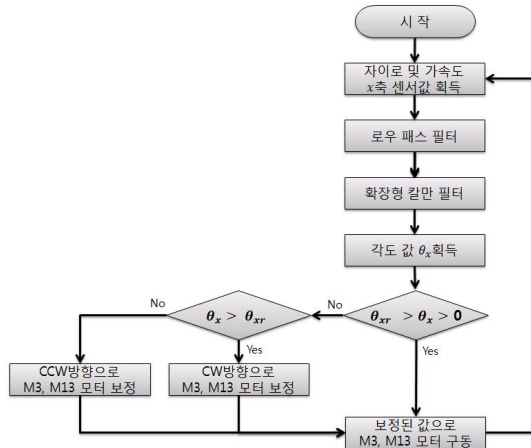 시 작
자이로 및 가속도
x축 센서값 획득
로우 패스 필터
확장형 칼만 필터
각도 값 θx획득
θxr > θx > 0
No
Yes
θx > θxr
No
Yes
CCW방향으로
M3, M13 모터 보정
CW방향으로
M3, M13 모터 보정
보정된 값으로
M3, M13 모터 구동